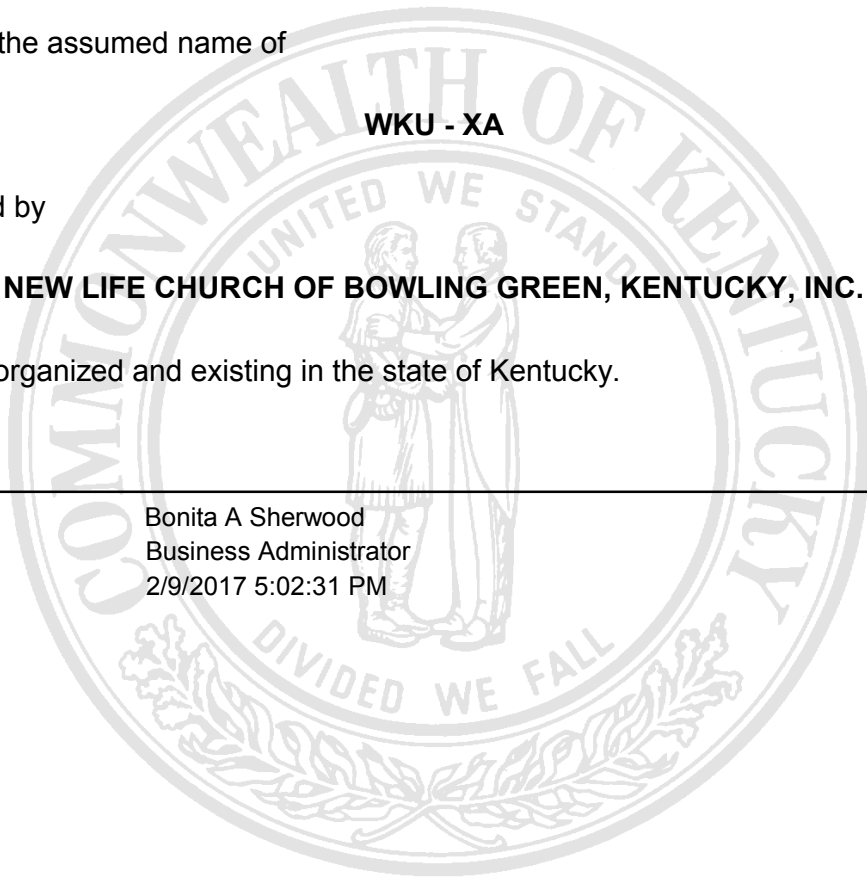 the assumed name of
WKU - XA
d by
NEW LIFE CHURCH OF BOWLING GREEN, KENTUCKY, INC.
organized and existing in the state of Kentucky.
Bonita A Sherwood
Business Administrator
2/9/2017 5:02:31 PM
COMMONWEALTH OF KENTUCKY
UNITED WE STAND
DIVIDED WE FALL